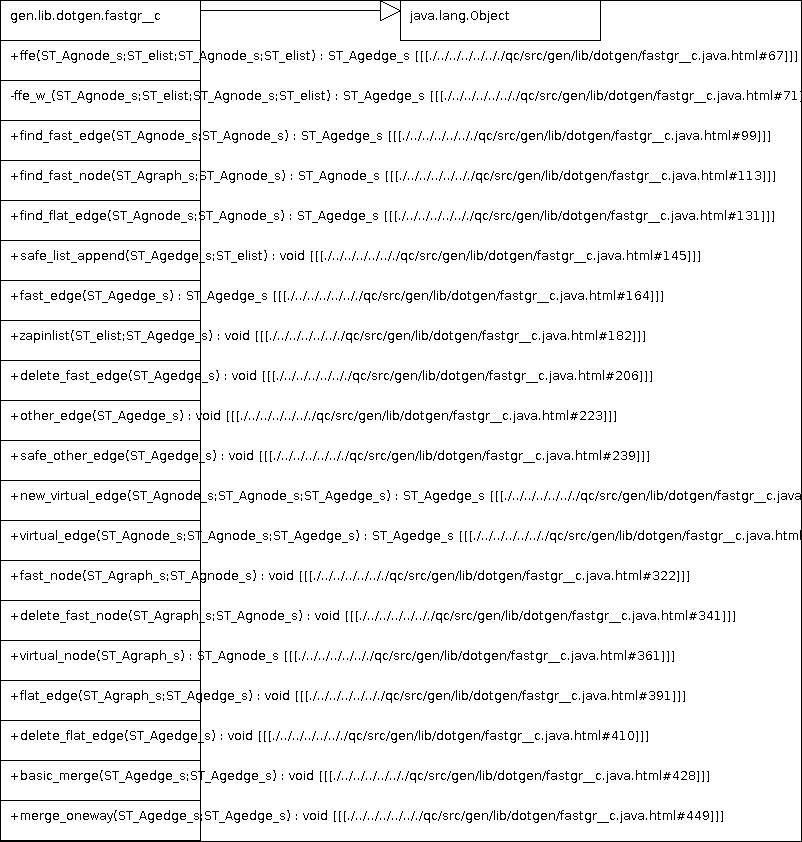 gen.lib.dotgen.fastgr__c
java.lang.Object
+ffe(ST_Agnode_s;ST_elist;ST_Agnode_s;ST_elist) : ST_Agedge_s [[[./../../../../../../qc/src/gen/lib/dotgen/fastgr__c.java.html#67]]]
-ffe_w_(ST_Agnode_s;ST_elist;ST_Agnode_s;ST_elist) : ST_Agedge_s [[[./../../../../../../qc/src/gen/lib/dotgen/fastgr__c.java.html#71]
+find_fast_edge(ST_Agnode_s;ST_Agnode_s) : ST_Agedge_s [[[./../../../../../../qc/src/gen/lib/dotgen/fastgr__c.java.html#99]]]
+find_fast_node(ST_Agraph_s;ST_Agnode_s) : ST_Agnode_s [[[./../../../../../../qc/src/gen/lib/dotgen/fastgr__c.java.html#113]]]
+find_flat_edge(ST_Agnode_s;ST_Agnode_s) : ST_Agedge_s [[[./../../../../../../qc/src/gen/lib/dotgen/fastgr__c.java.html#131]]]
+safe_list_append(ST_Agedge_s;ST_elist) : void [[[./../../../../../../qc/src/gen/lib/dotgen/fastgr__c.java.html#145]]]
+fast_edge(ST_Agedge_s) : ST_Agedge_s [[[./../../../../../../qc/src/gen/lib/dotgen/fastgr__c.java.html#164]]]
+zapinlist(ST_elist;ST_Agedge_s) : void [[[./../../../../../../qc/src/gen/lib/dotgen/fastgr__c.java.html#182]]]
+delete_fast_edge(ST_Agedge_s) : void [[[./../../../../../../qc/src/gen/lib/dotgen/fastgr__c.java.html#206]]]
+other_edge(ST_Agedge_s) : void [[[./../../../../../../qc/src/gen/lib/dotgen/fastgr__c.java.html#223]]]
+safe_other_edge(ST_Agedge_s) : void [[[./../../../../../../qc/src/gen/lib/dotgen/fastgr__c.java.html#239]]]
+new_virtual_edge(ST_Agnode_s;ST_Agnode_s;ST_Agedge_s) : ST_Agedge_s [[[./../../../../../../qc/src/gen/lib/dotgen/fastgr__c.java
+virtual_edge(ST_Agnode_s;ST_Agnode_s;ST_Agedge_s) : ST_Agedge_s [[[./../../../../../../qc/src/gen/lib/dotgen/fastgr__c.java.html
+fast_node(ST_Agraph_s;ST_Agnode_s) : void [[[./../../../../../../qc/src/gen/lib/dotgen/fastgr__c.java.html#322]]]
+delete_fast_node(ST_Agraph_s;ST_Agnode_s) : void [[[./../../../../../../qc/src/gen/lib/dotgen/fastgr__c.java.html#341]]]
+virtual_node(ST_Agraph_s) : ST_Agnode_s [[[./../../../../../../qc/src/gen/lib/dotgen/fastgr__c.java.html#361]]]
+flat_edge(ST_Agraph_s;ST_Agedge_s) : void [[[./../../../../../../qc/src/gen/lib/dotgen/fastgr__c.java.html#391]]]
+delete_flat_edge(ST_Agedge_s) : void [[[./../../../../../../qc/src/gen/lib/dotgen/fastgr__c.java.html#410]]]
+basic_merge(ST_Agedge_s;ST_Agedge_s) : void [[[./../../../../../../qc/src/gen/lib/dotgen/fastgr__c.java.html#428]]]
+merge_oneway(ST_Agedge_s;ST_Agedge_s) : void [[[./../../../../../../qc/src/gen/lib/dotgen/fastgr__c.java.html#449]]]